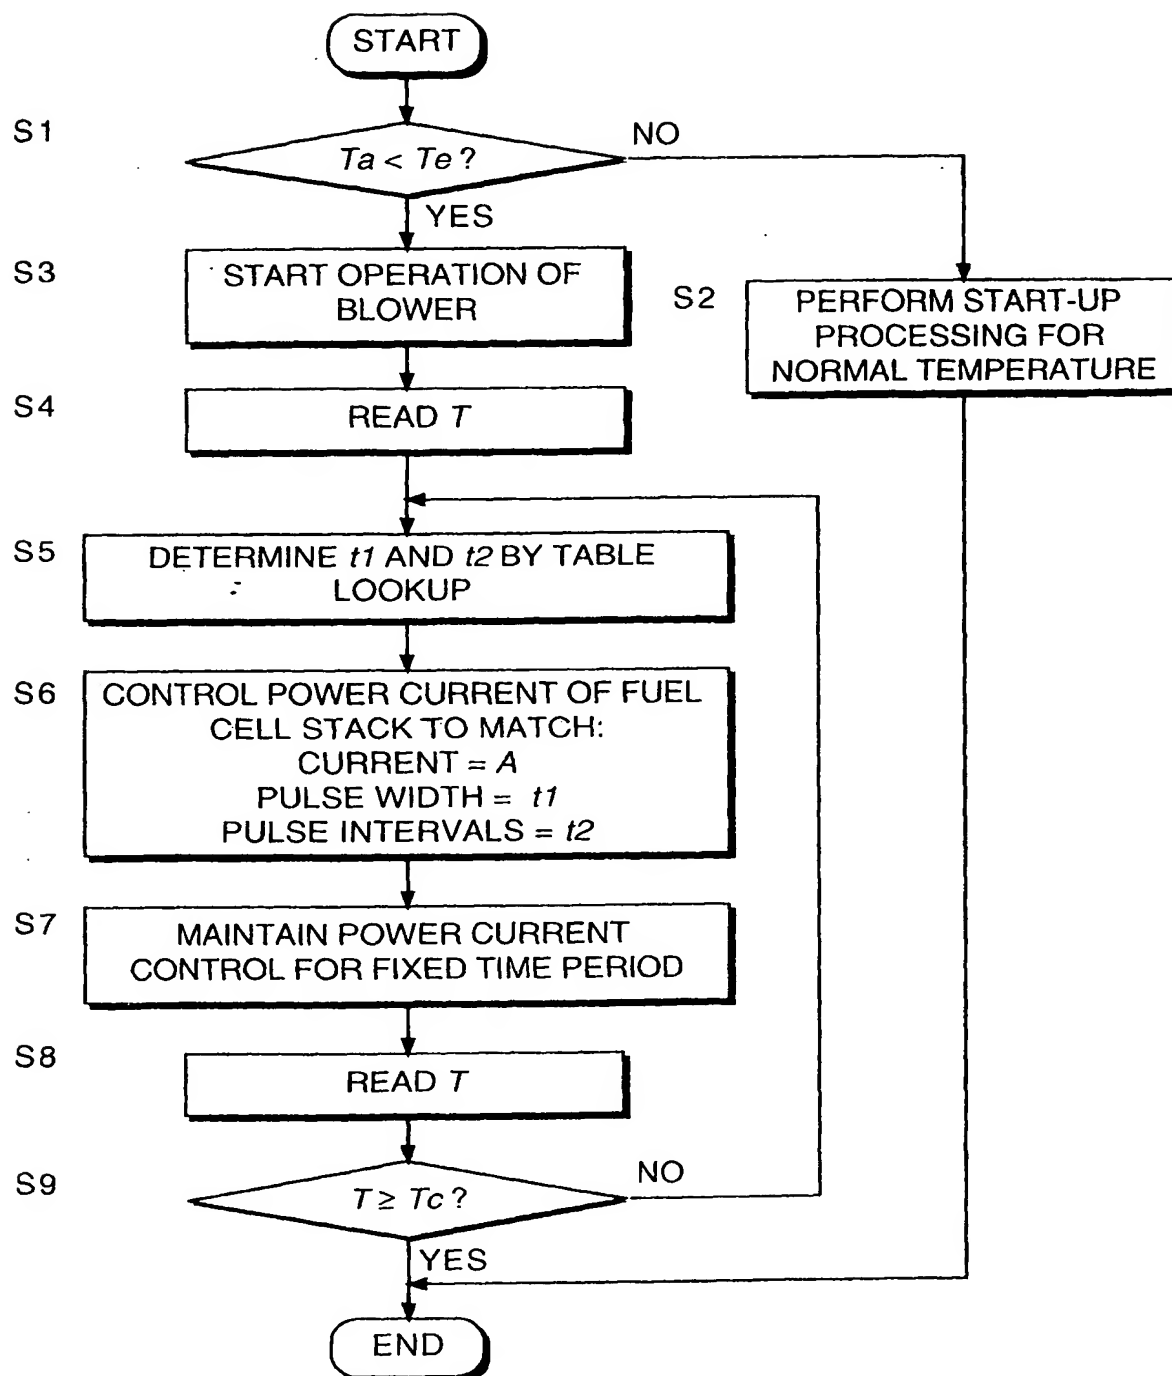 START
S1
Ta < Te ?
NO
YES
S3
START OPERATION OF
BLOWER
S2
PERFORM START-UP
PROCESSING FOR
NORMAL TEMPERATURE
S4
READ T
S5
DETERMINE t1 AND t2 BY TABLE
LOOKUP
S6
CONTROL POWER CURRENT OF FUEL
CELL STACK TO MATCH:
CURRENT = A
PULSE WIDTH = t1
PULSE INTERVALS = t2
S7
MAINTAIN POWER CURRENT
CONTROL FOR FIXED TIME PERIOD
S8
READ T
S9
T ≥ Tc ?
NO
YES
END